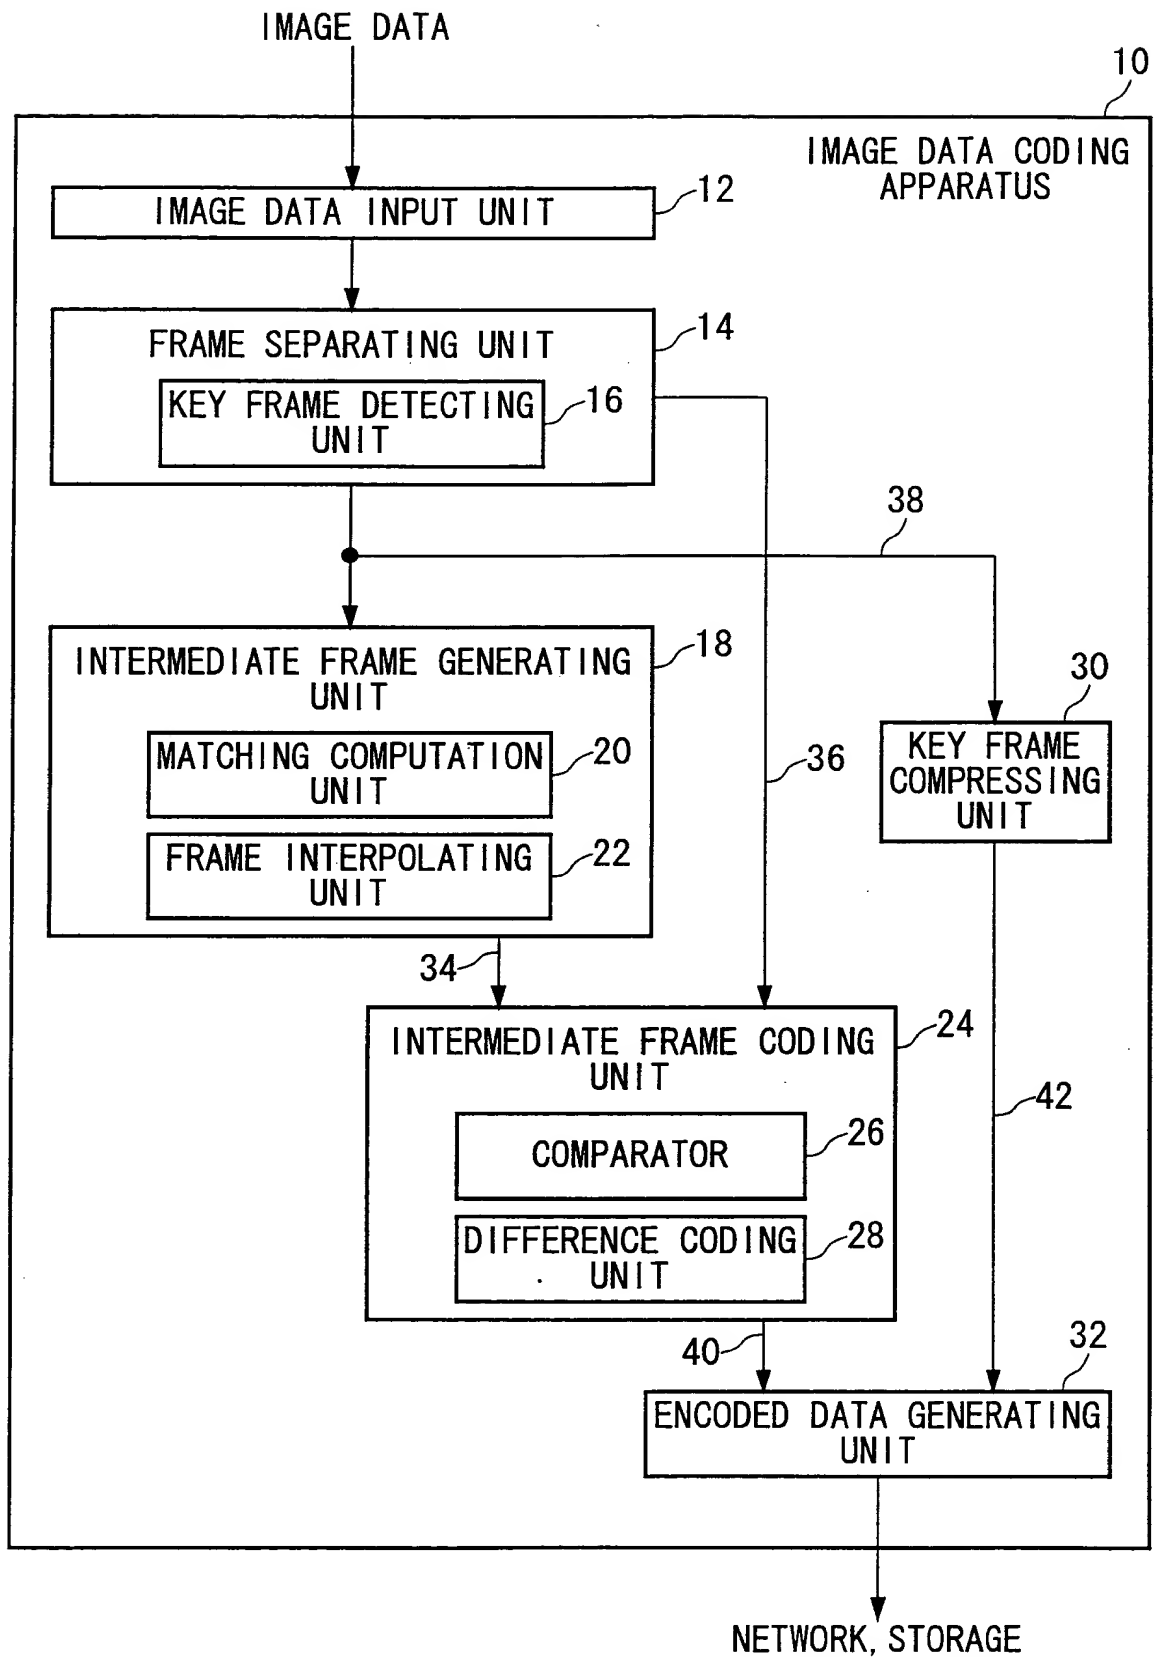 IMAGE DATA
10
IMAGE DATA CODING
APPARATUS
IMAGE DATA INPUT UNIT
12
FRAME SEPARATING UNIT
14
KEY FRAME DETECTING
UNIT
16
38
INTERMEDIATE FRAME GENERATING
UNIT
18
30
KEY FRAME
COMPRESSING
UNIT
MATCHING COMPUTATION
UNIT
20
36
FRAME INTERPOLATING
UNIT
22
34
INTERMEDIATE FRAME CODING
UNIT
24
42
COMPARATOR
26
DIFFERENCE CODING
UNIT
28
40
32
ENCODED DATA GENERATING
UNIT
NETWORK, STORAGE